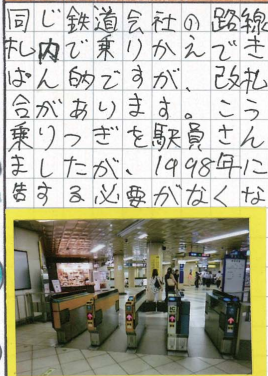 同じ鉄道会社の路線
札内で乗りかえでき
ぱん的ですが、改札
合があります。こう
乗りつぎを駅員さん
ましたが、1998年に
告する必要がなくな